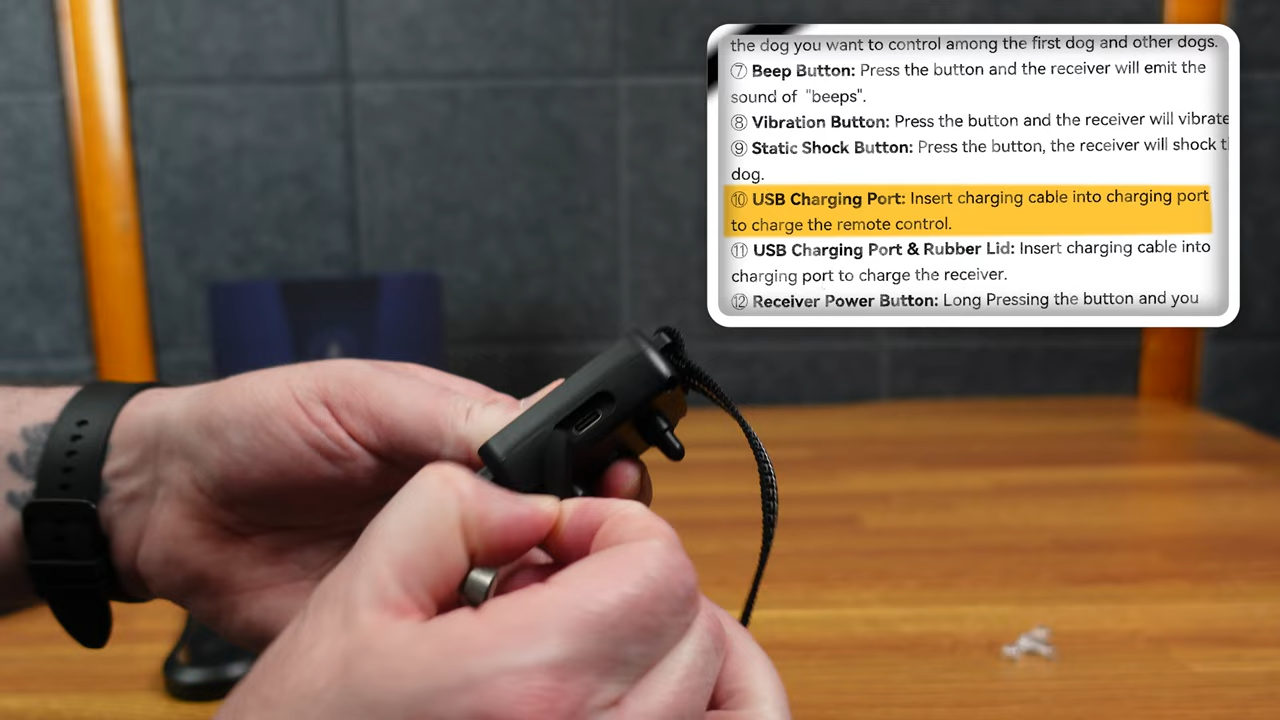 the dog you want to control among the first dog and other dogs.
⑦ Beep Button: Press the button and the receiver will emit the
sound of "beeps".
⑧ Vibration Button: Press the button and the receiver will vibrate
⑨ Static Shock Button: Press the button, the receiver will shock t
dog.
⑩ USB Charging Port: Insert charging cable into charging port
to charge the remote control.
⑪ USB Charging Port & Rubber Lid: Insert charging cable into
charging port to charge the receiver.
⑫ Receiver Power Button: Long Pressing the button and you